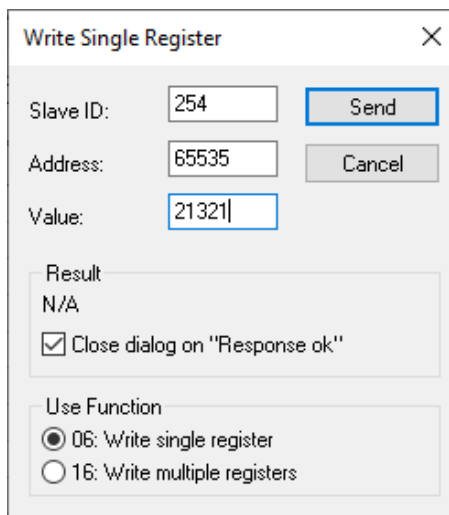 Write Single Register
Slave ID: 254 Send
Address: 65535 Cancel
Value: 21321
Result
N/A
Close dialog on "Response ok"
Use Function
06: Write single register
16: Write multiple registers